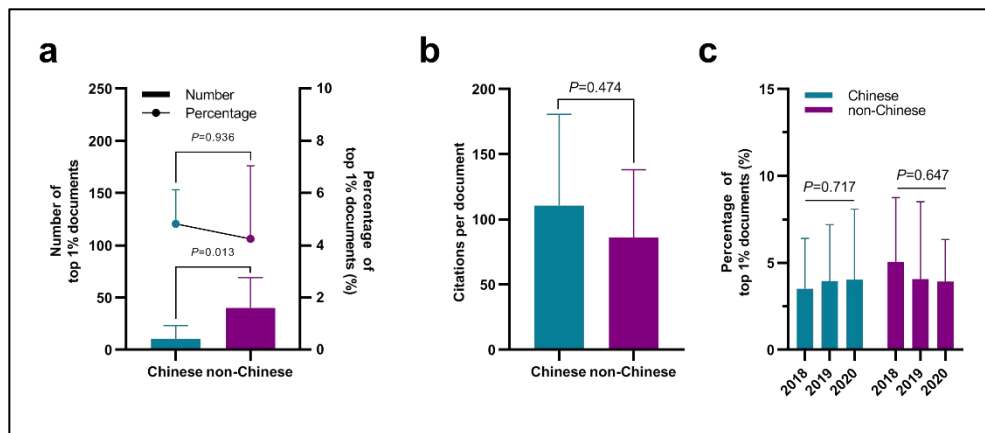 a
Number of
top 1% documents
250
200
150
100
50
0
Number
Percentage
P=0.936
P=0.013
10
8
6
4
2
0
Percentage of
top 1% documents (%)
Chinese non-Chinese
b
Citations per document
200
150
100
50
0
P=0.474
Chinese non-Chinese
c
Percentage of
top 1% documents (%)
15
10
5
0
Chinese
non-Chinese
P=0.717
P=0.647
2018
2019
2020
2018
2019
2020